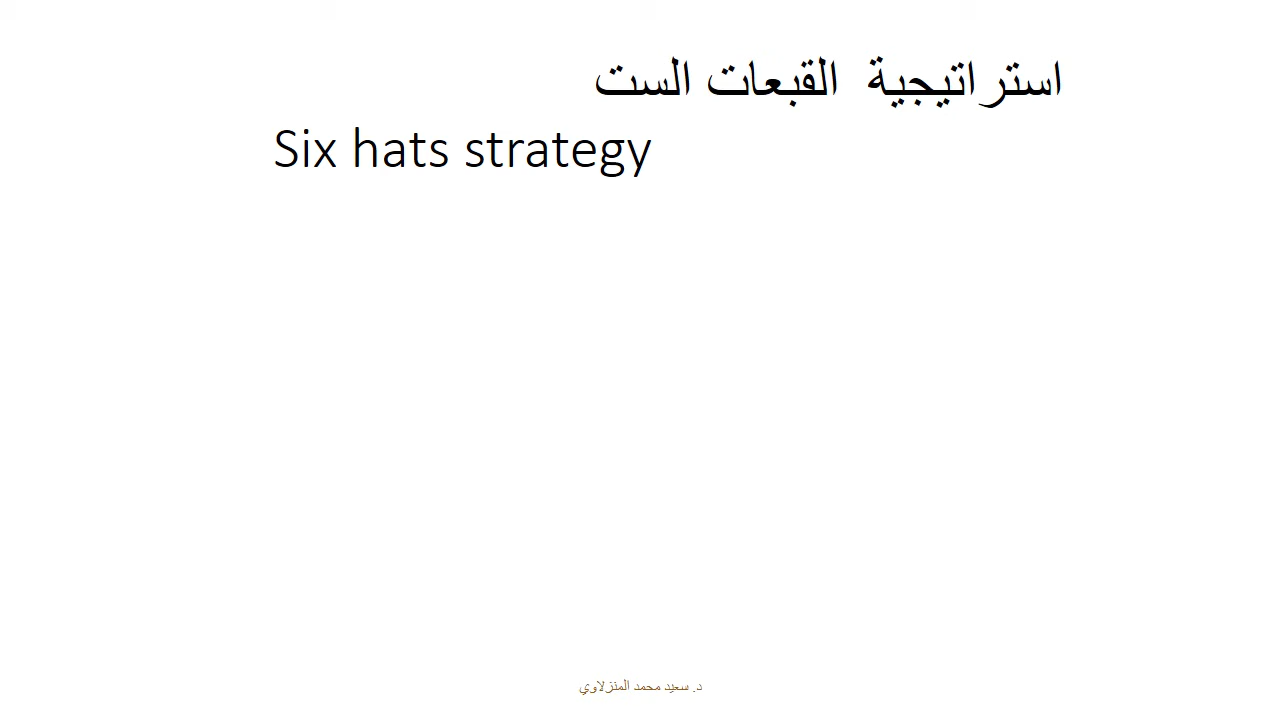 استراتيجية القبعات الست
Six hats strategy
د. سعيد محمد المنزلاوي